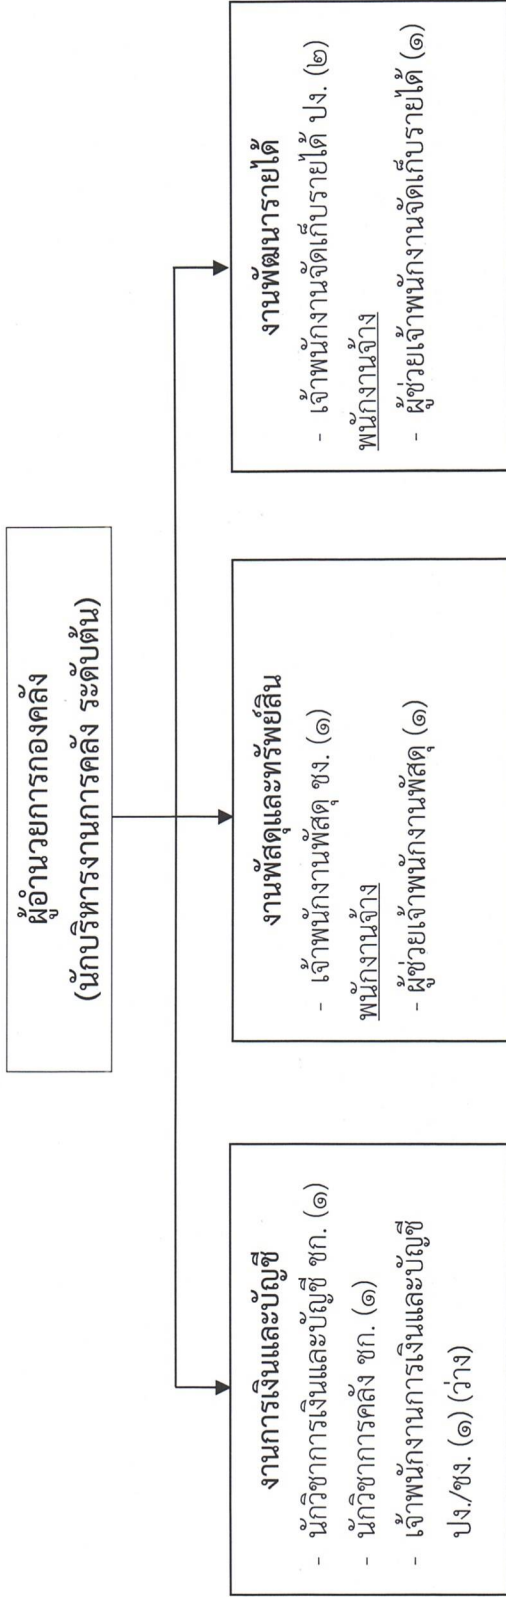 ผู้อำนวยการกองคลัง
(นักบริหารงานการคลัง ระดับต้น)
งานการเงินและบัญชี
- นักวิชาการเงินและบัญชี ชก. (๑)
- นักวิชาการคลัง ชก. (๑)
- เจ้าพนักงานการเงินและบัญชี
ปง./ชง. (๑) (ว่าง)
งานพัสดุและทรัพย์สิน
- เจ้าพนักงานพัสดุ ชง. (๑)
พนักงานจ้าง
- ผู้ช่วยเจ้าพนักงานพัสดุ (๑)
งานพัฒนารายได้
- เจ้าพนักงานจัดเก็บรายได้ ปง. (๒)
พนักงานจ้าง
- ผู้ช่วยเจ้าพนักงานจัดเก็บรายได้ (๑)